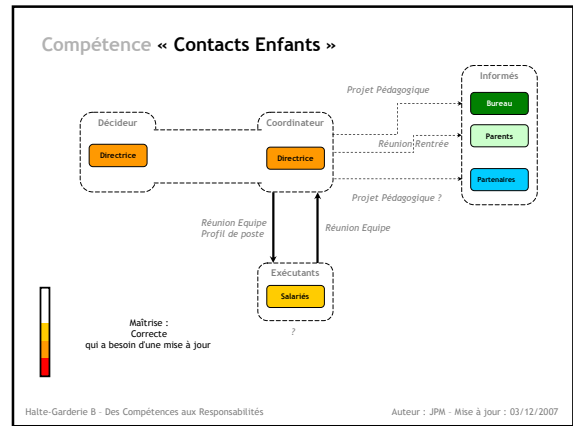 Compétence « Contacts Enfants »
Informés
Projet Pédagogique
Bureau
Décideur
Coordinateur
Parents
Réunion Rentrée
Directrice
Directrice
Partenaires
Projet Pédagogique ?
Réunion Equipe
Profil de poste
Réunion Equipe
Exécutants
Salariés
?
Maîtrise :
Correcte
qui a besoin d'une mise à jour
Halte-Garderie B - Des Compétences aux Responsabilités
Auteur : JPM - Mise à jour : 03/12/2007